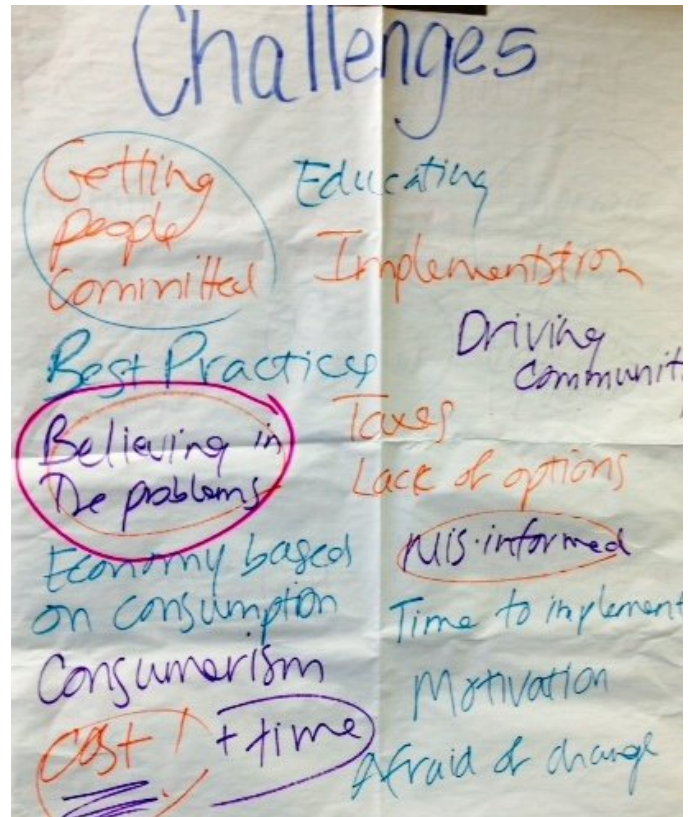 Challenges
Getting
people
committed
Educating
Implementation
Best Practices
Driving
Communit
Believing in
The problems
Taxes
Lack of options
Economy based
on consumption
Mis-informed
Time to implement
Consumerism
Motivation
Cost! + time
Afraid of change